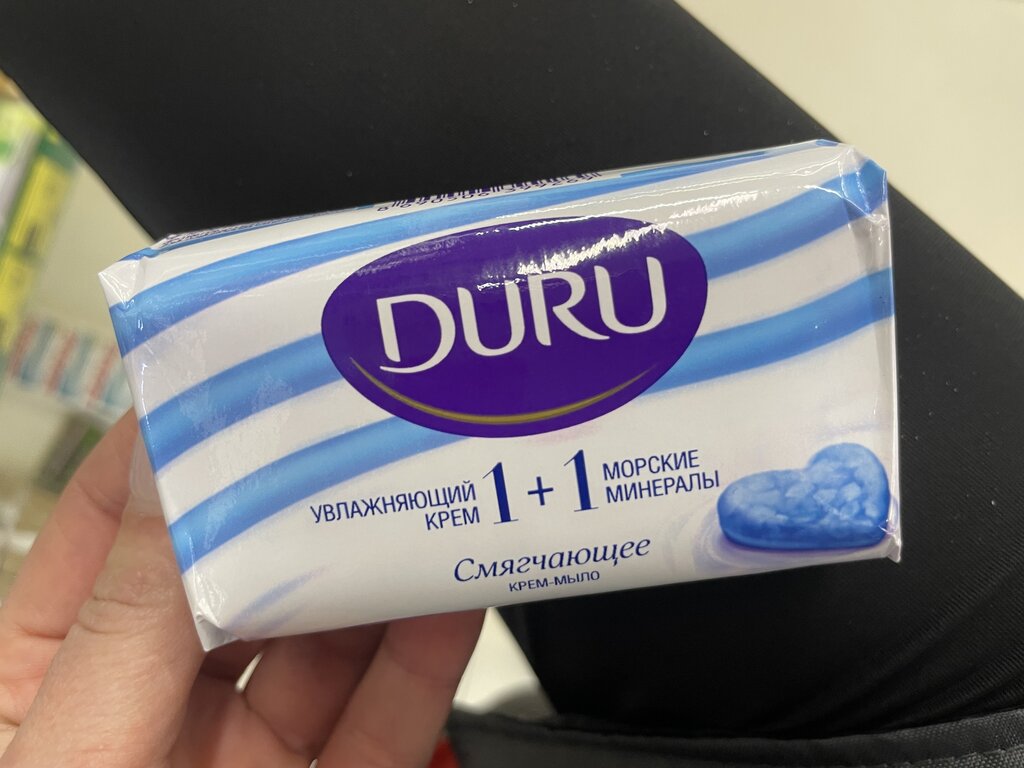 DURU
УВЛАЖНЯЮЩИЙ
КРЕМ
1+1
МОРСКИЕ
МИНЕРАЛЫ
Смягчающее
КРЕМ-МЫЛО